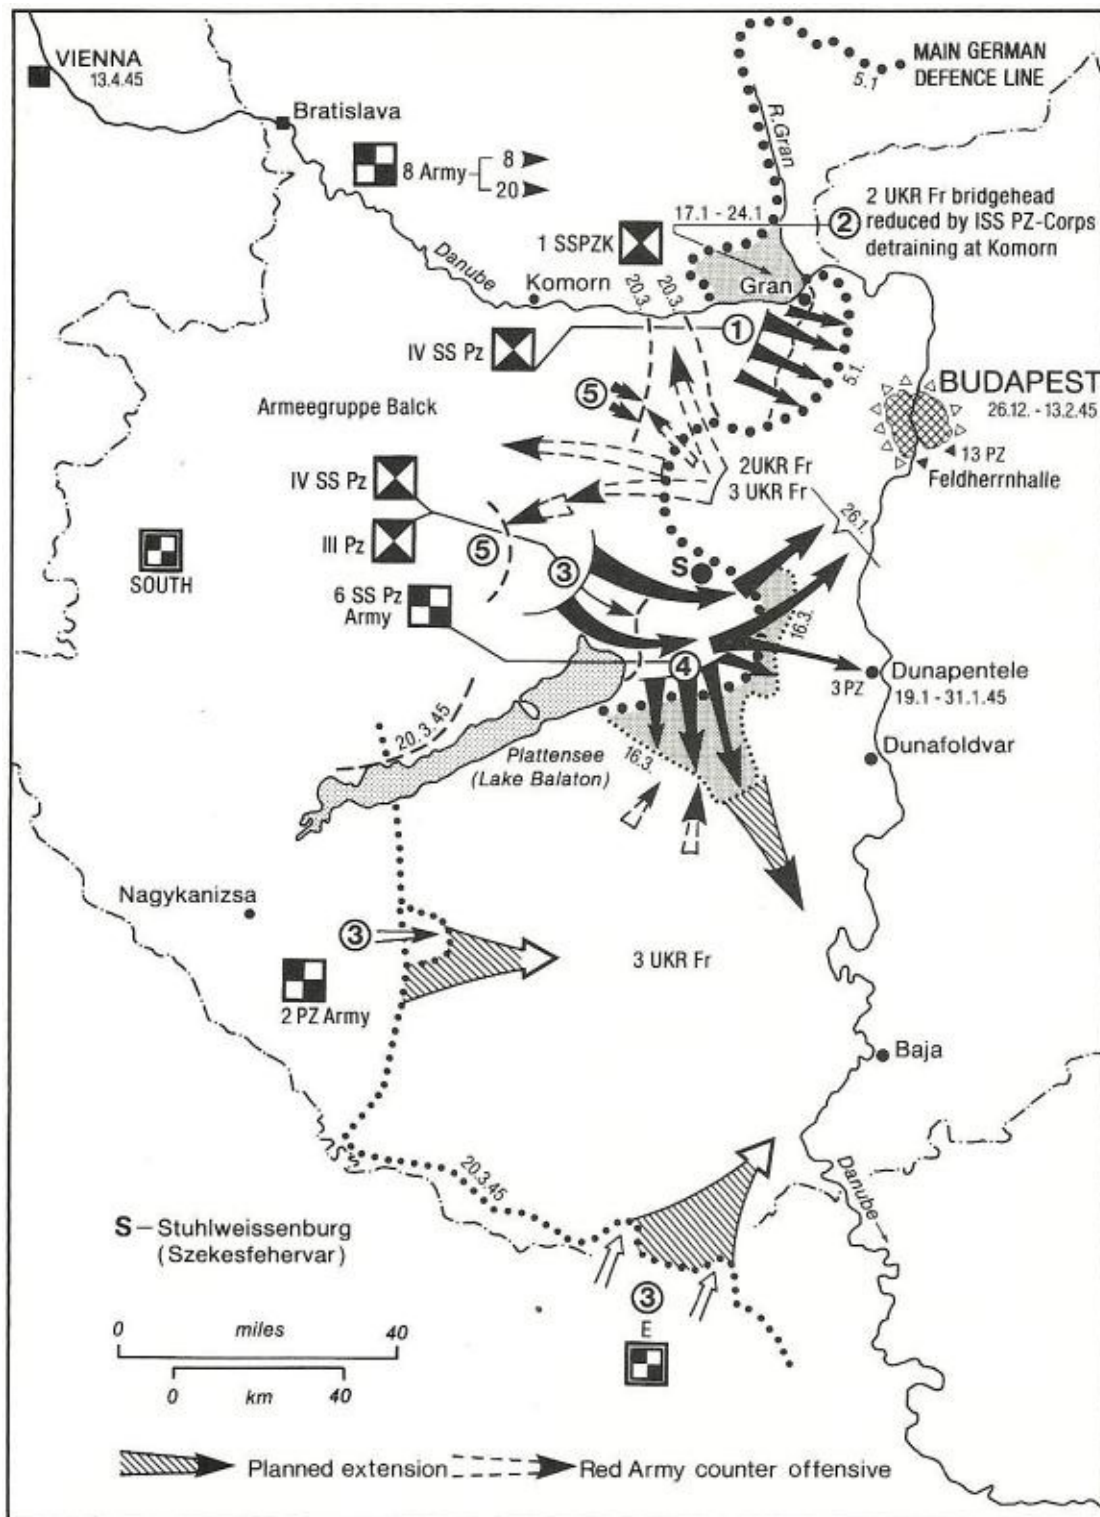 VIENNA
13.4.45
Bratislava
MAIN GERMAN
DEFENCE LINE
5.1
R.Gran
8 Army
8
20
17.1 - 24.1
2
2 UKR Fr bridgehead
reduced by ISS PZ-Corps
detraining at Komorn
1 SSPZK
Danube
Komorn
20.3.
20.3.
Gran
IV SS Pz
1
5.1.
BUDAPEST
26.12. - 13.2.45
5
Armeegruppe Balck
13 PZ
Feldherrnhalle
2UKR Fr
3 UKR Fr
IV SS Pz
26.1.
III Pz
5
3
S
SOUTH
6 SS Pz
Army
16.3.
4
3 PZ
Dunapentele
19.1 - 31.1.45
20.3.45
Plattensee
(Lake Balaton)
16.3.
Dunafoldvar
Nagykanizsa
3
3 UKR Fr
2 PZ Army
Baja
20.3.45
Danube
S – Stuhlweissenburg
(Szekesfehervar)
3
E
0 miles 40
0 km 40
Planned extension
Red Army counter offensive